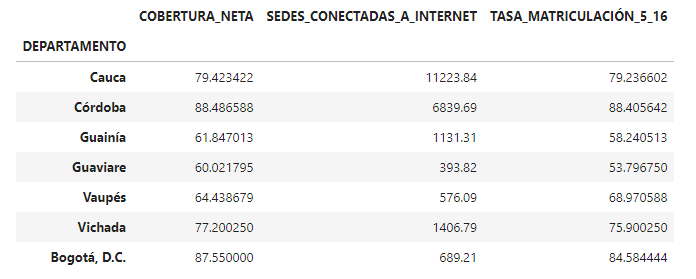 COBERTURA_NETA SEDES_CONECTADAS_A_INTERNET TASA_MATRICULACIÓN_5_16
DEPARTAMENTO
Cauca 79.423422 11223.84 79.236602
Córdoba 88.486588 6839.69 88.405642
Guainía 61.847013 1131.31 58.240513
Guaviare 60.021795 393.82 53.796750
Vaupés 64.438679 576.09 68.970588
Vichada 77.200250 1406.79 75.900250
Bogotá, D.C. 87.550000 689.21 84.584444